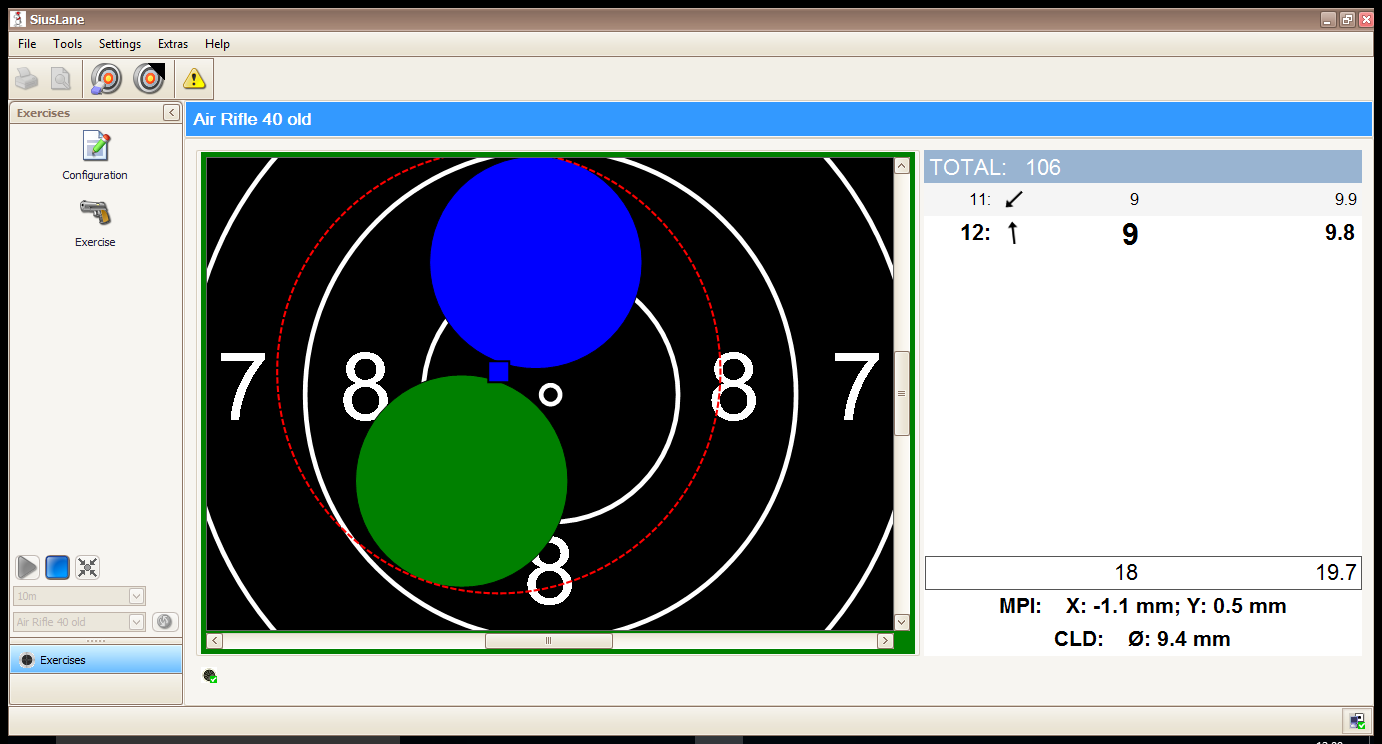 SiusLane
File Tools Settings Extras Help
Exercises
Configuration
Exercise
10m
Air Rifle 40 old
Exercises
Air Rifle 40 old
7 8 8 7
8
TOTAL: 106
11: 9 9.9
12: 9 9.8
18 19.7
MPI: X: -1.1 mm; Y: 0.5 mm
CLD: Ø: 9.4 mm